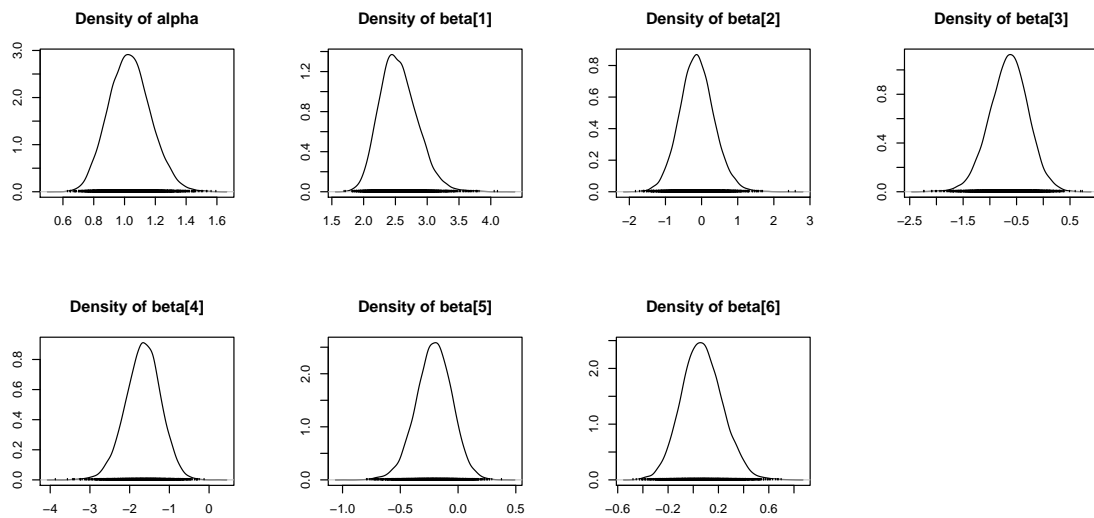 Density of alpha
0.0 1.0 2.0 3.0
0.6 0.8 1.0 1.2 1.4 1.6
Density of beta[1]
0.0 0.4 0.8 1.2
1.5 2.0 2.5 3.0 3.5 4.0
Density of beta[2]
0.0 0.2 0.4 0.6 0.8
−2 −1 0 1 2 3
Density of beta[3]
0.0 0.4 0.8
−2.5 −1.5 −0.5 0.5
Density of beta[4]
0.0 0.2 0.4 0.6 0.8
−4 −3 −2 −1 0
Density of beta[5]
0.0 1.0 2.0
−1.0 −0.5 0.0 0.5
Density of beta[6]
0.0 1.0 2.0
−0.6 −0.2 0.2 0.6